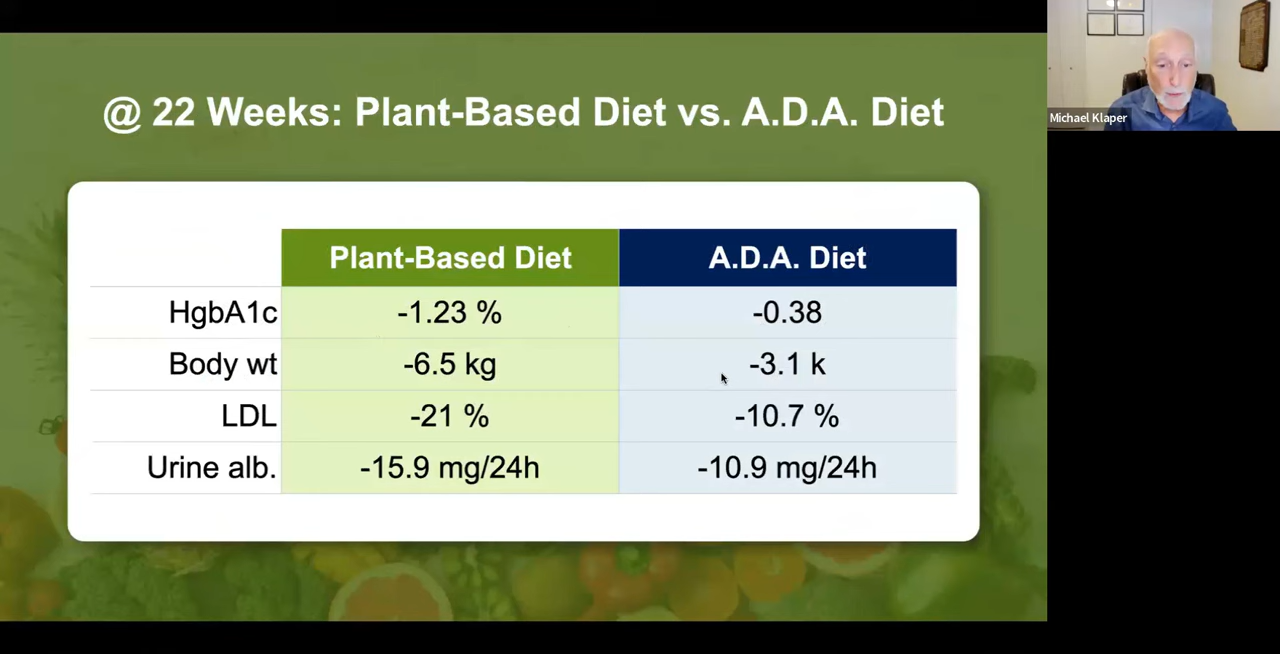 @ 22 Weeks: Plant-Based Diet vs. A.D.A. Diet
Michael Klaper
Plant-Based Diet A.D.A. Diet
HgbA1c -1.23 % -0.38
Body wt -6.5 kg -3.1 k
LDL -21 % -10.7 %
Urine alb. -15.9 mg/24h -10.9 mg/24h